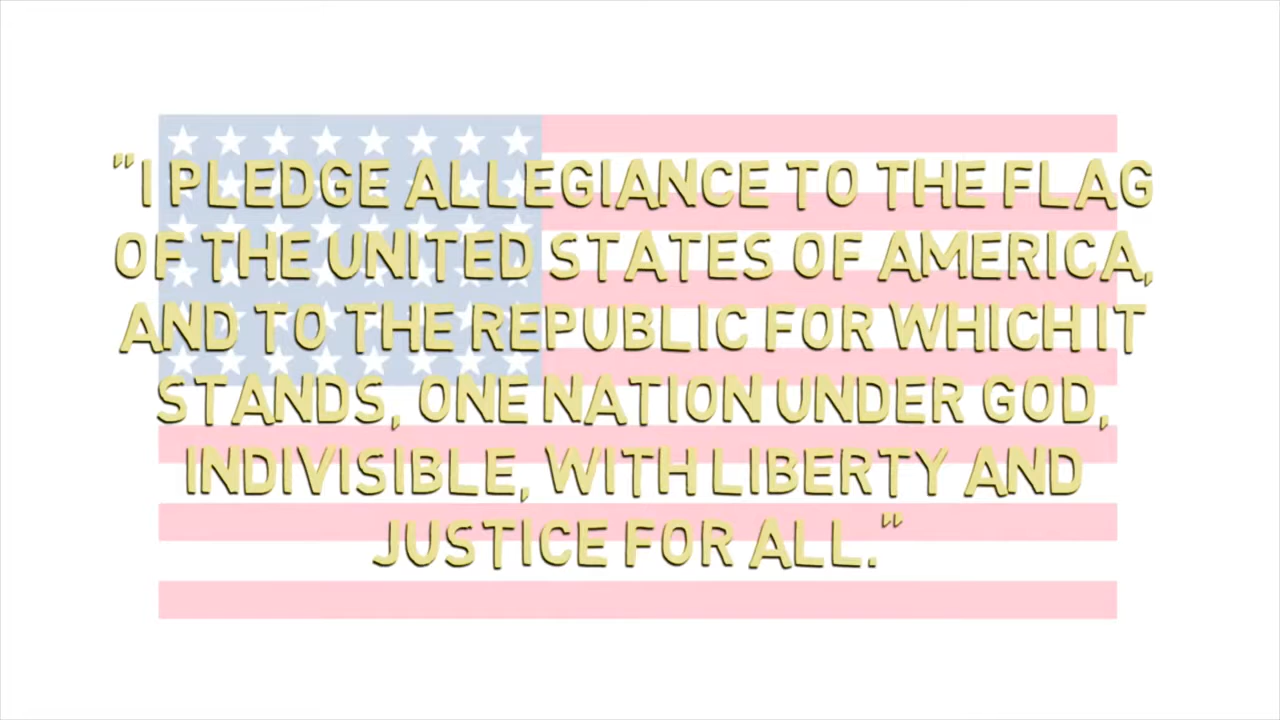 "I PLEDGE ALLEGIANCE TO THE FLAG
OF THE UNITED STATES OF AMERICA,
AND TO THE REPUBLIC FOR WHICH IT
STANDS, ONE NATION UNDER GOD,
INDIVISIBLE, WITH LIBERTY AND
JUSTICE FOR ALL."